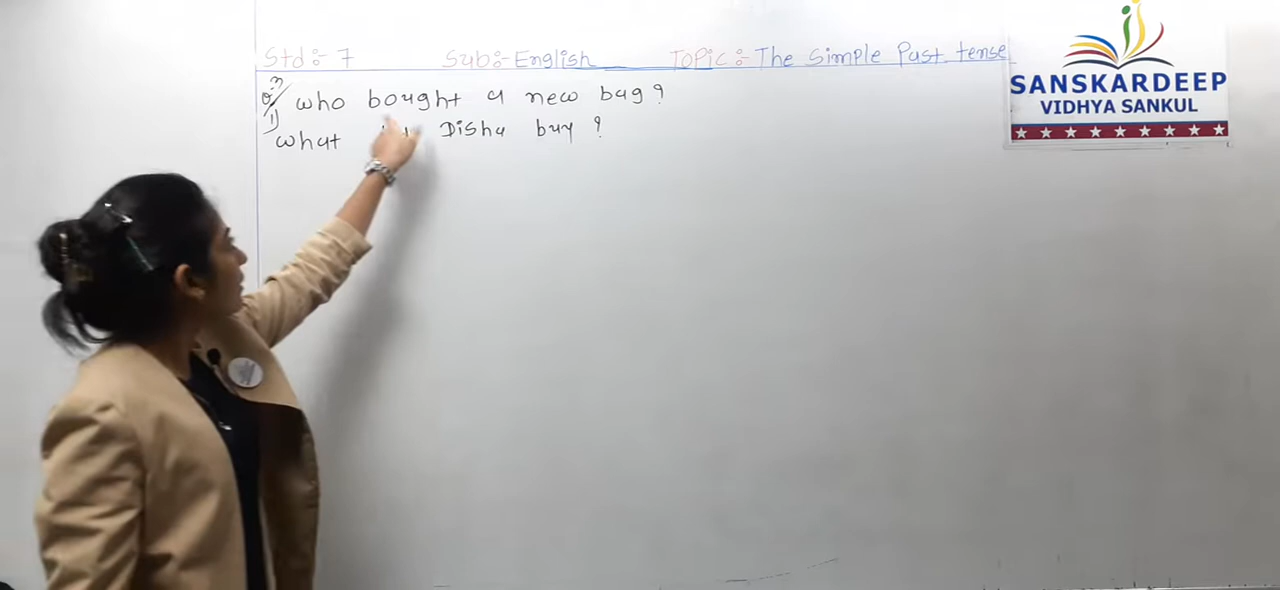 Std:- 7 Sub:- English Topic:- The Simple Past tense
Q.3 who bought a new bag?
1) what Disha buy ?
SANSKARDEEP
VIDHYA SANKUL